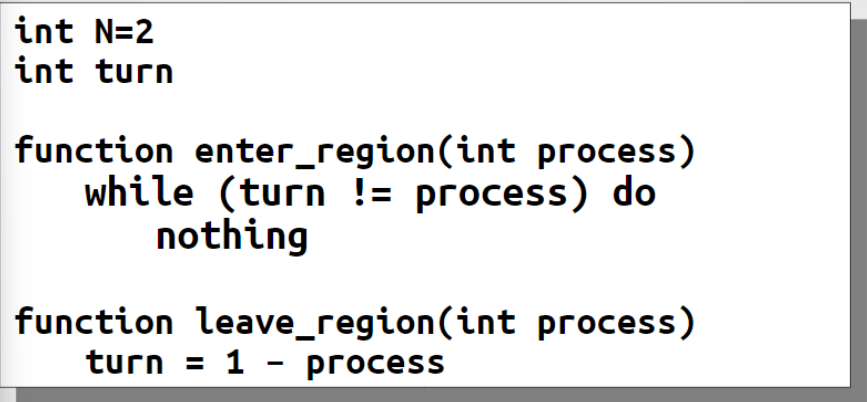 int N=2
int turn
function enter_region(int process)
while (turn != process) do
nothing
function leave_region(int process)
turn = 1 – process